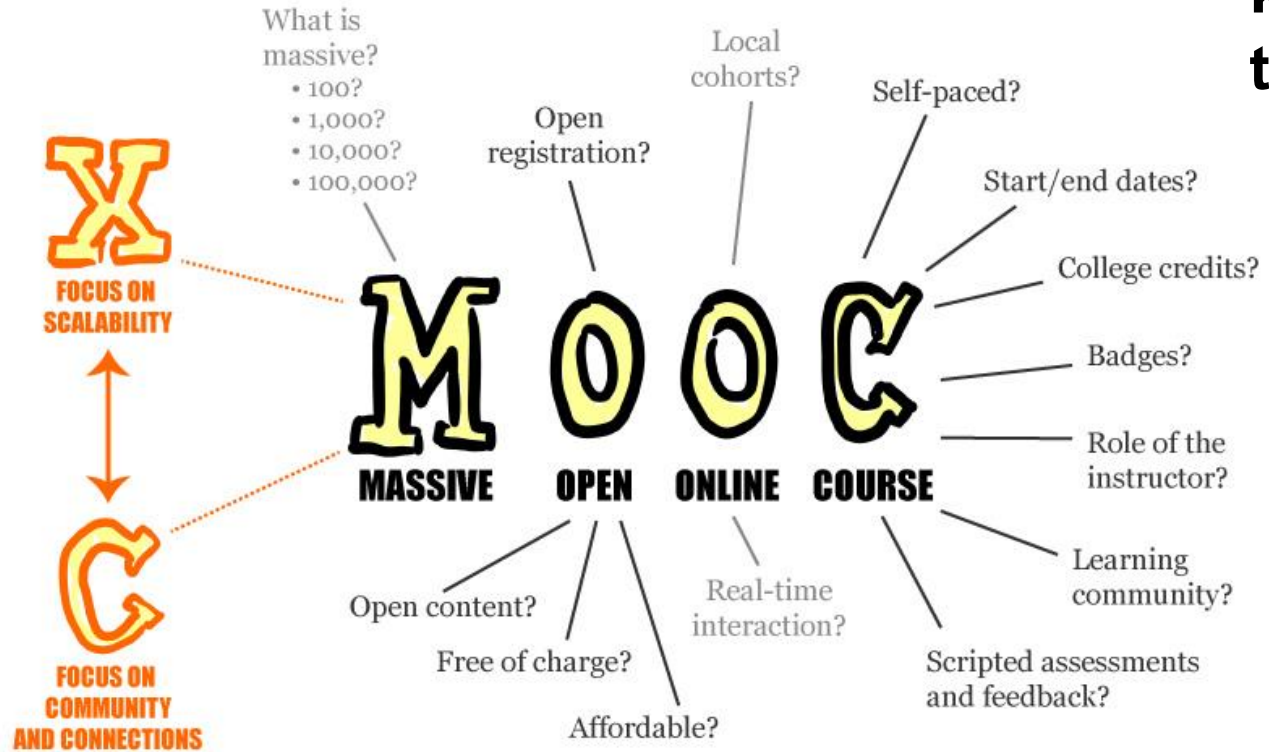 What is
massive?
• 100?
• 1,000?
• 10,000?
• 100,000?
Open
registration?
Local
cohorts?
Self-paced?
Start/end dates?
College credits?
Badges?
Role of the
instructor?
Learning
community?
Scripted assessments
and feedback?
X
FOCUS ON
SCALABILITY
C
FOCUS ON
COMMUNITY
AND CONNECTIONS
MOOC
MASSIVE OPEN ONLINE COURSE
Open content?
Free of charge?
Affordable?
Real-time
interaction?
t